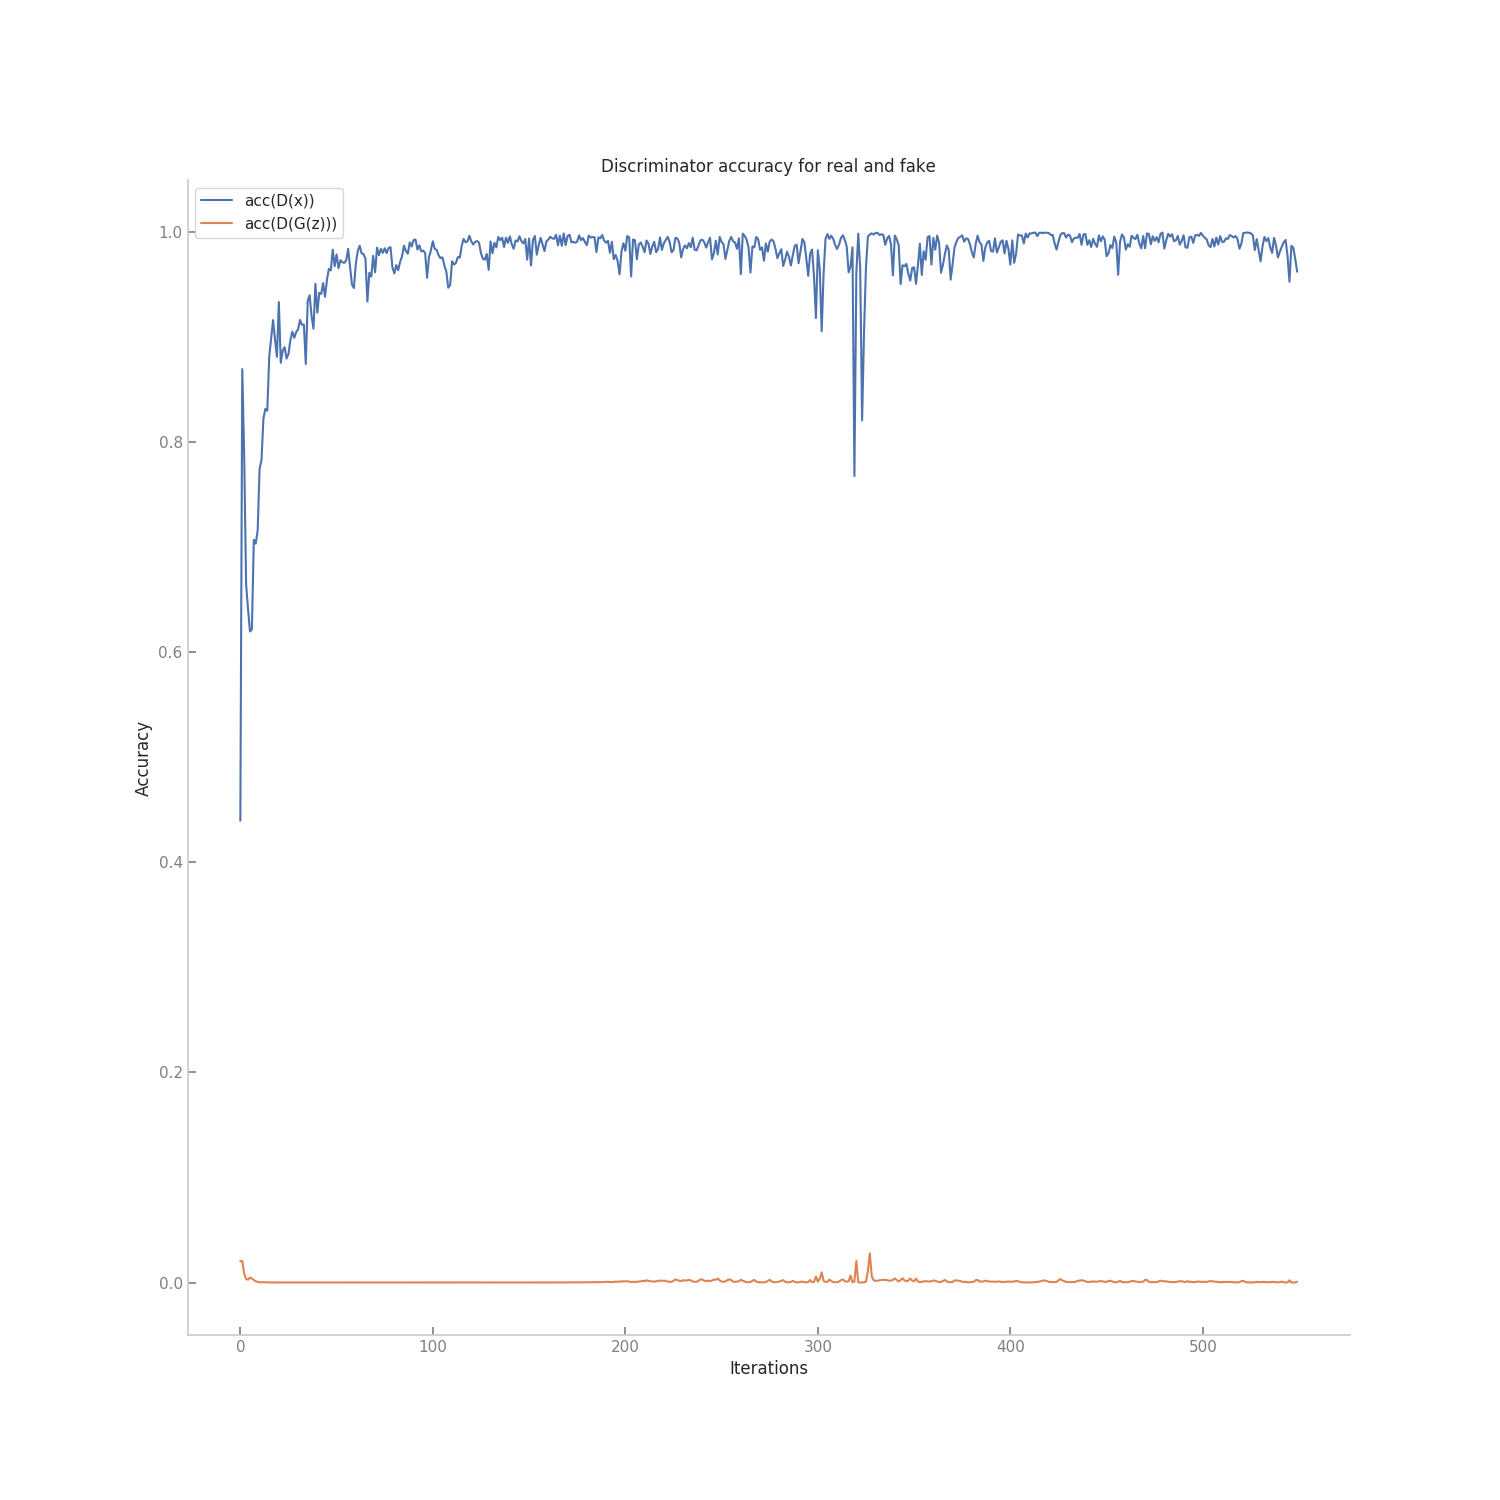 Discriminator accuracy for real and fake
acc(D(x))
acc(D(G(z)))
1.0
0.8
0.6
0.4
0.2
0.0
Accuracy
0 100 200 300 400 500
Iterations